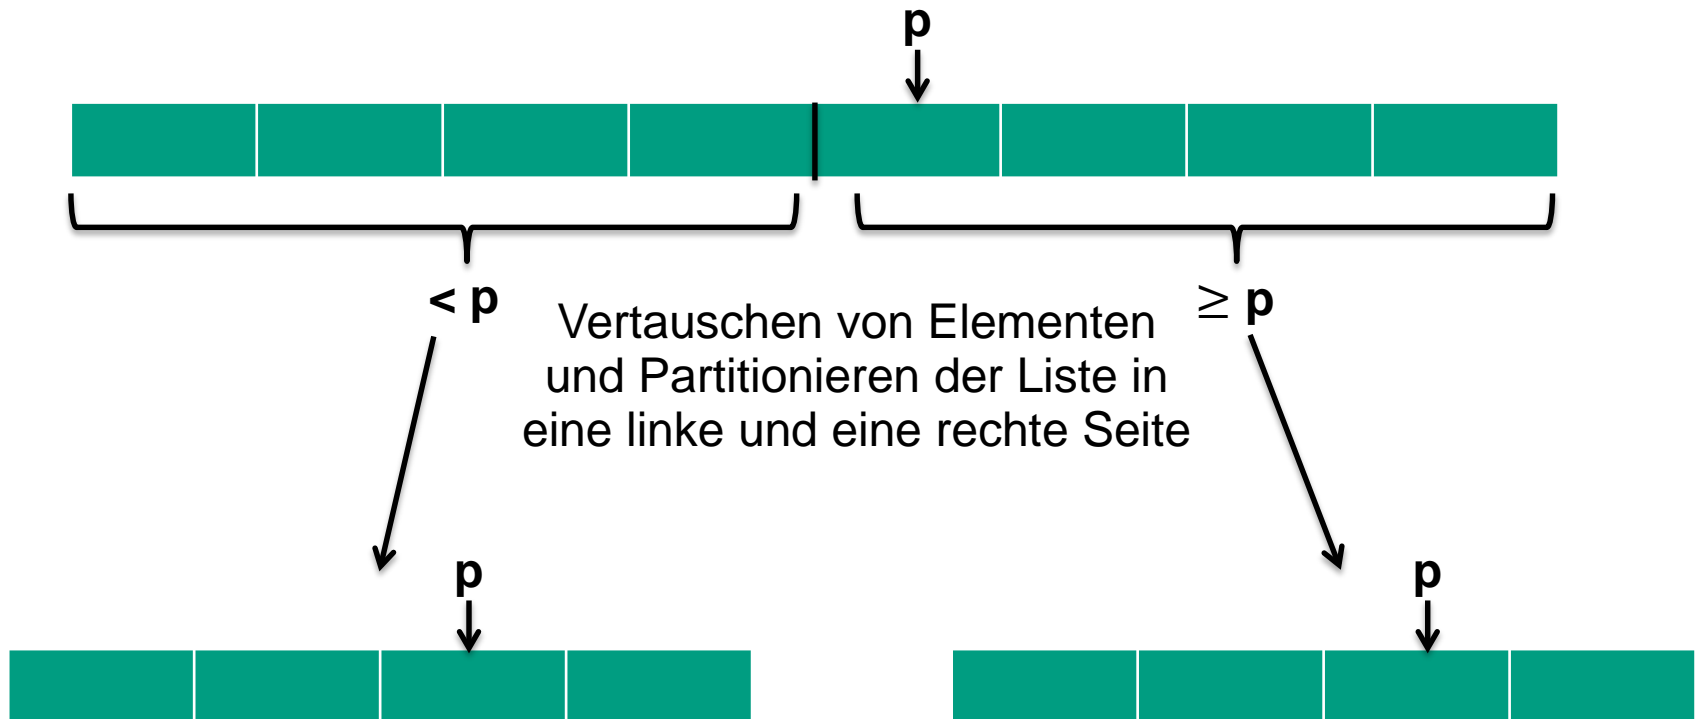 p
< p
≥ p
Vertauschen von Elementen
und Partitionieren der Liste in
eine linke und eine rechte Seite
p
p